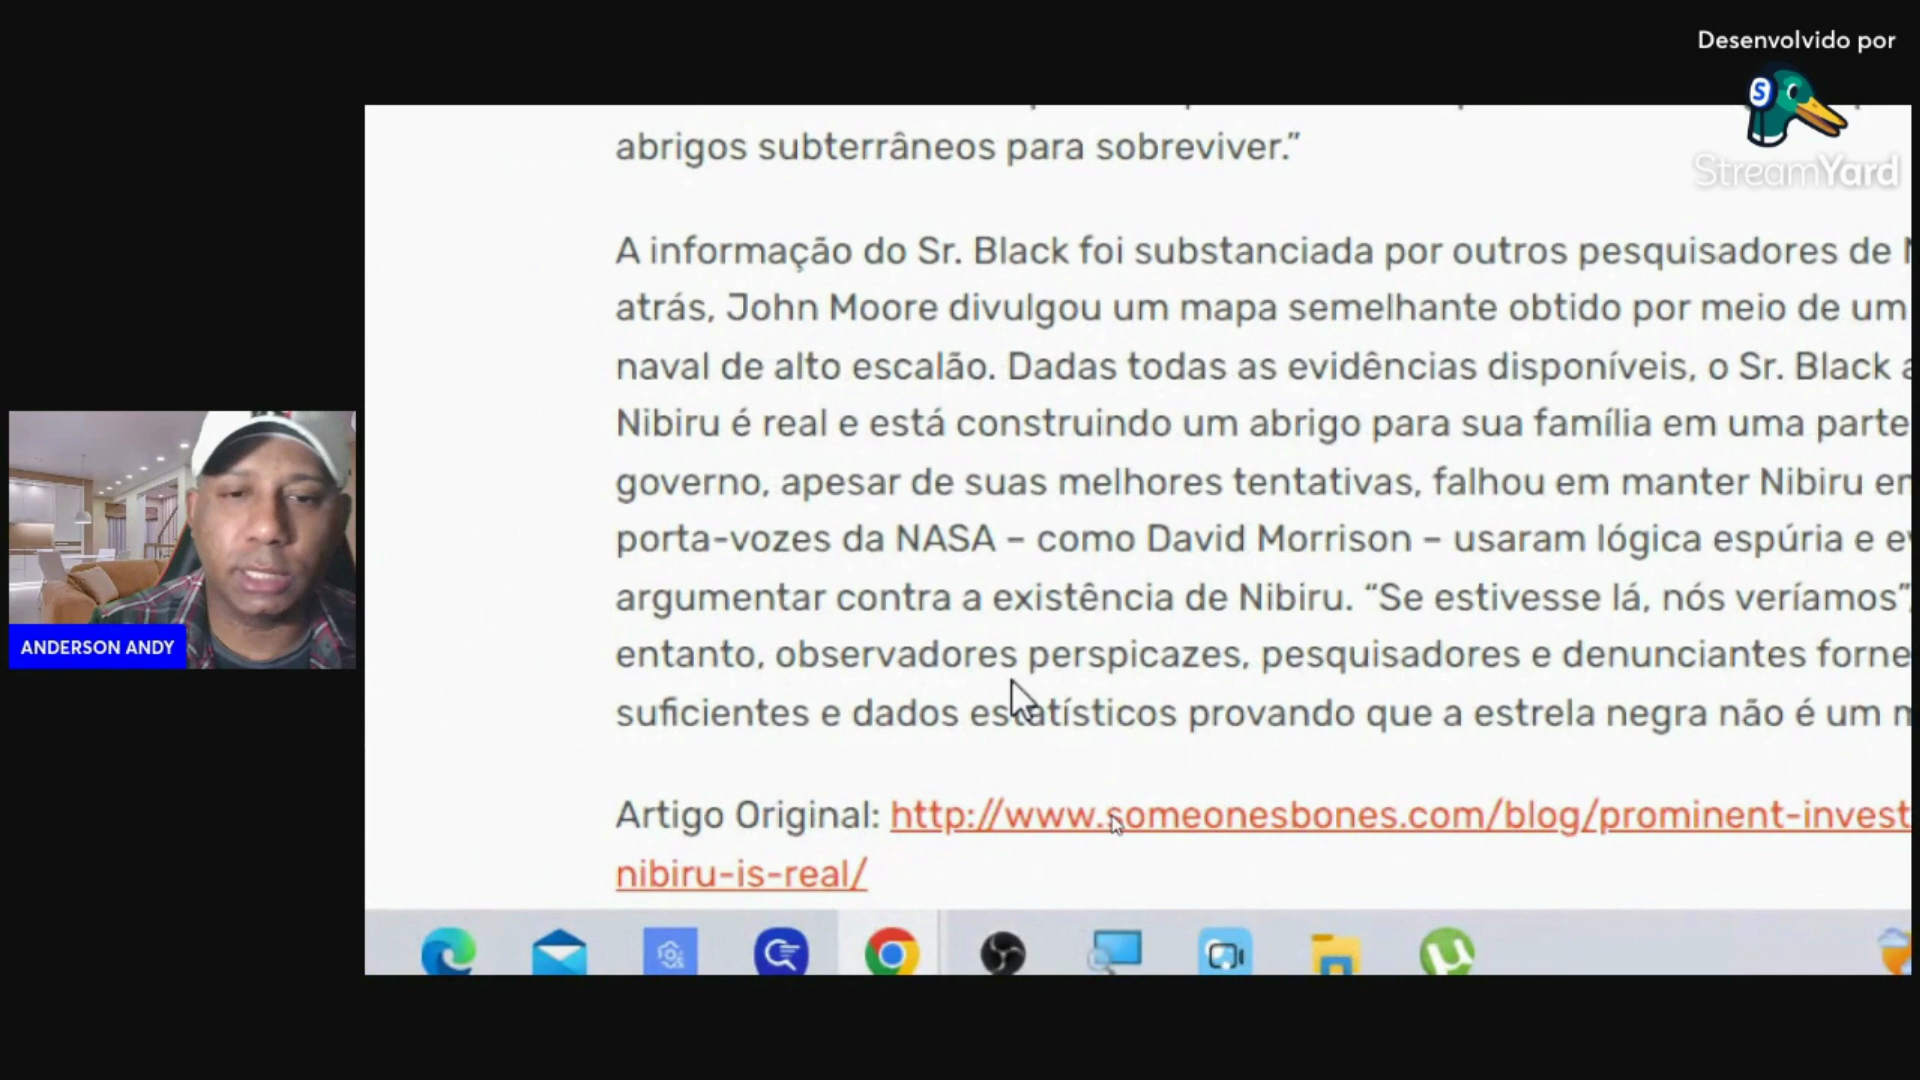 Desenvolvido por
StreamYard
abrigos subterrâneos para sobreviver.”
A informação do Sr. Black foi substanciada por outros pesquisadores de
atrás, John Moore divulgou um mapa semelhante obtido por meio de um
naval de alto escalão. Dadas todas as evidências disponíveis, o Sr. Black
Nibiru é real e está construindo um abrigo para sua família em uma parte
governo, apesar de suas melhores tentativas, falhou em manter Nibiru
porta-vozes da NASA – como David Morrison – usaram lógica espúria e
argumentar contra a existência de Nibiru. “Se estivesse lá, nós veríamos”,
entanto, observadores perspicazes, pesquisadores e denunciantes
suficientes e dados estatísticos provando que a estrela negra não é um
Artigo Original: http://www.someonesbones.com/blog/prominent-invest
nibiru-is-real/
ANDERSON ANDY